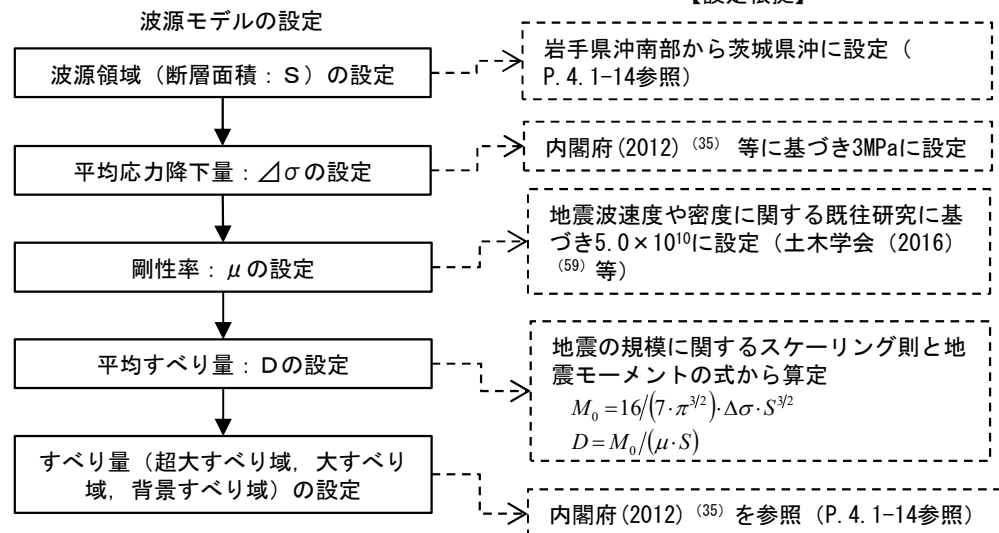 【設定根拠】
波源モデルの設定
波源領域（断層面積：Ｓ）の設定
岩手県沖南部から茨城県沖に設定（
P.4.1-14参照）
平均応力降下量：⊿σの設定
内閣府(2012)⁽³⁵⁾ 等に基づき3MPaに設定
剛性率：μの設定
地震波速度や密度に関する既往研究に基
づき5.0×10¹⁰に設定（土木学会（2016）
⁽⁵⁹⁾等）
平均すべり量：Ｄの設定
地震の規模に関するスケーリング則と地
震モーメントの式から算定
M₀=16/(7·π^{3/2})·Δσ·S^{3/2}
D=M₀/(μ·S)
すべり量（超大すべり域，大すべり
域，背景すべり域）の設定
内閣府(2012)⁽³⁵⁾を参照（P.4.1-14参照）